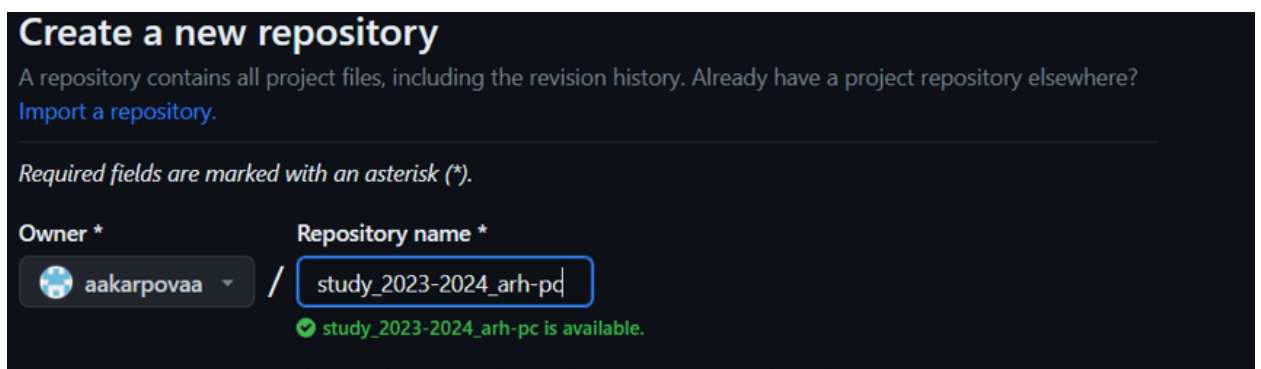 Create a new repository
A repository contains all project files, including the revision history. Already have a project repository elsewhere?
Import a repository.
Required fields are marked with an asterisk (*).
Owner * Repository name *
aakarpovaa / study_2023-2024_arh-pc
study_2023-2024_arh-pc is available.